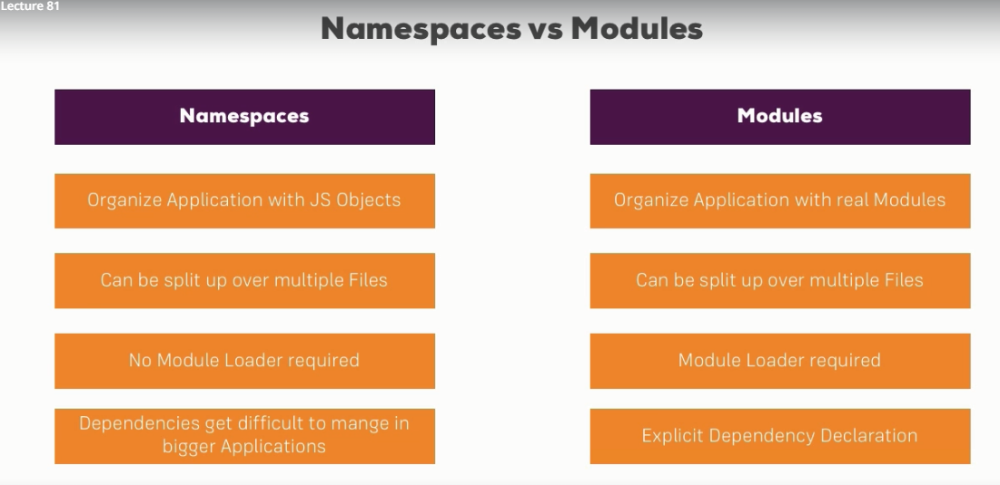 Lecture 81
Namespaces vs Modules
Namespaces
Modules
Organize Application with JS Objects
Organize Application with real Modules
Can be split up over multiple Files
Can be split up over multiple Files
No Module Loader required
Module Loader required
Dependencies get difficult to mange in
bigger Applications
Explicit Dependency Declaration